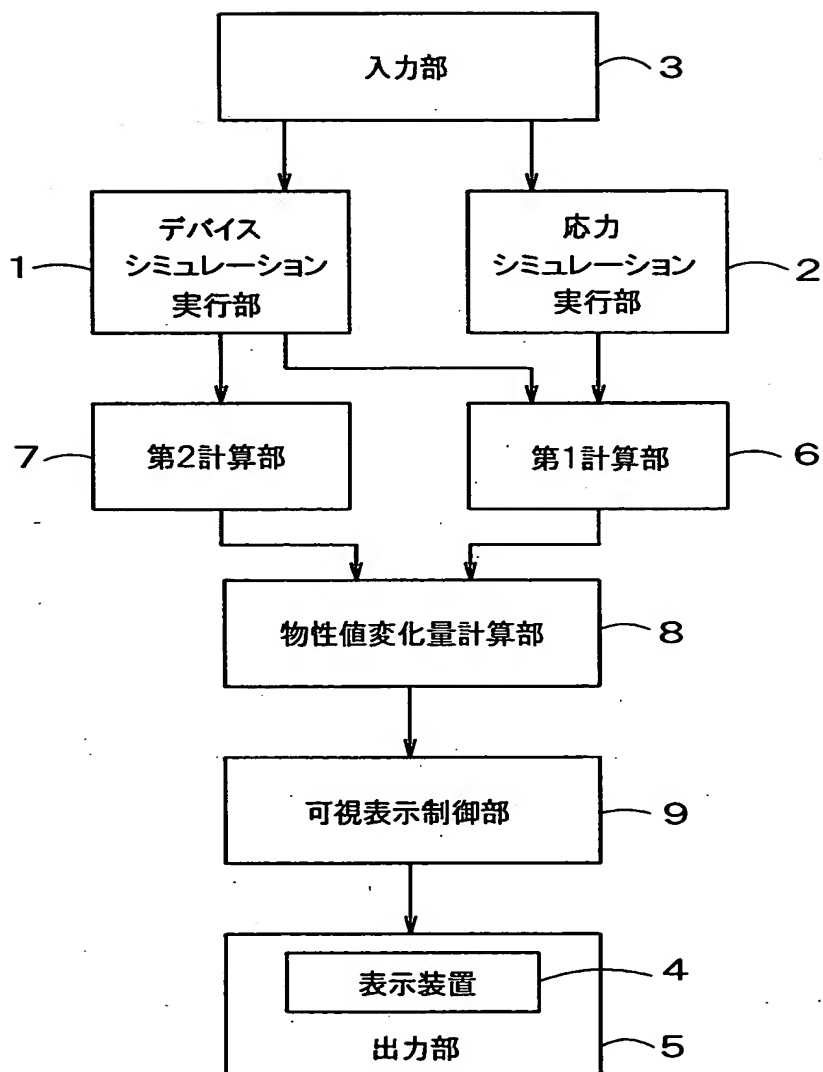 入力部
3
デバイス
シミュレーション
実行部
1
応力
シミュレーション
実行部
2
第2計算部
7
第1計算部
6
物性値変化量計算部
8
可視表示制御部
9
表示装置
4
出力部
5